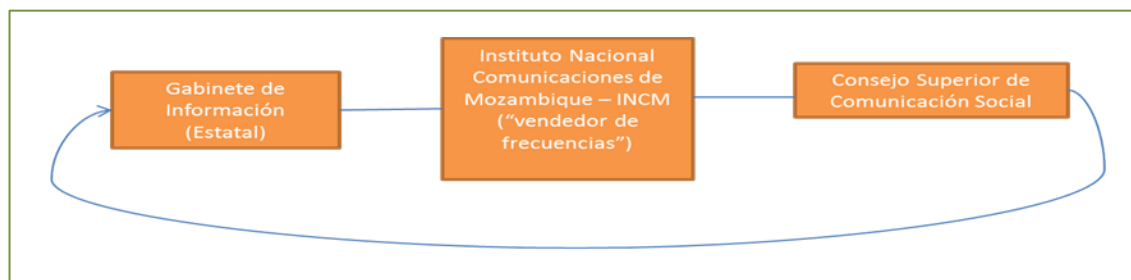 Gabinete de
Información
(Estatal)
Instituto Nacional
Comunicaciones de
Mozambique – INCM
(“vendedor de
frecuencias”)
Consejo Superior de
Comunicación Social